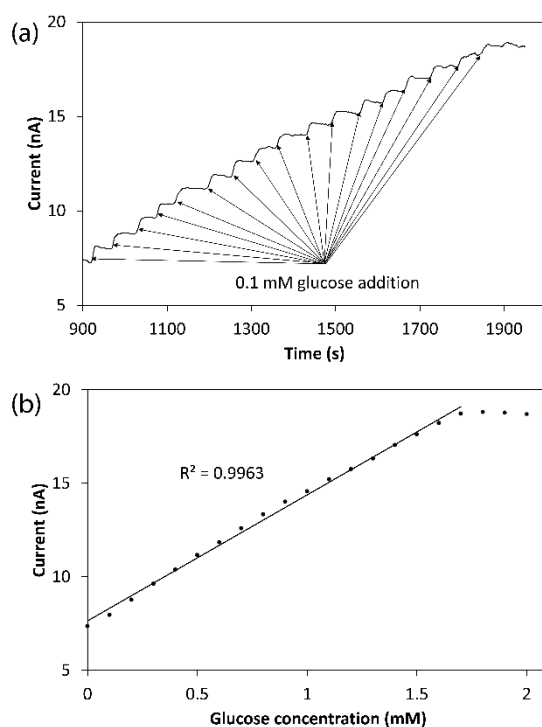 (a)
20
15
10
5
Current (nA)
0.1 mM glucose addition
900 1100 1300 1500 1700 1900
Time (s)
(b)
20
15
10
5
Current (nA)
R² = 0.9963
0 0.5 1 1.5 2
Glucose concentration (mM)